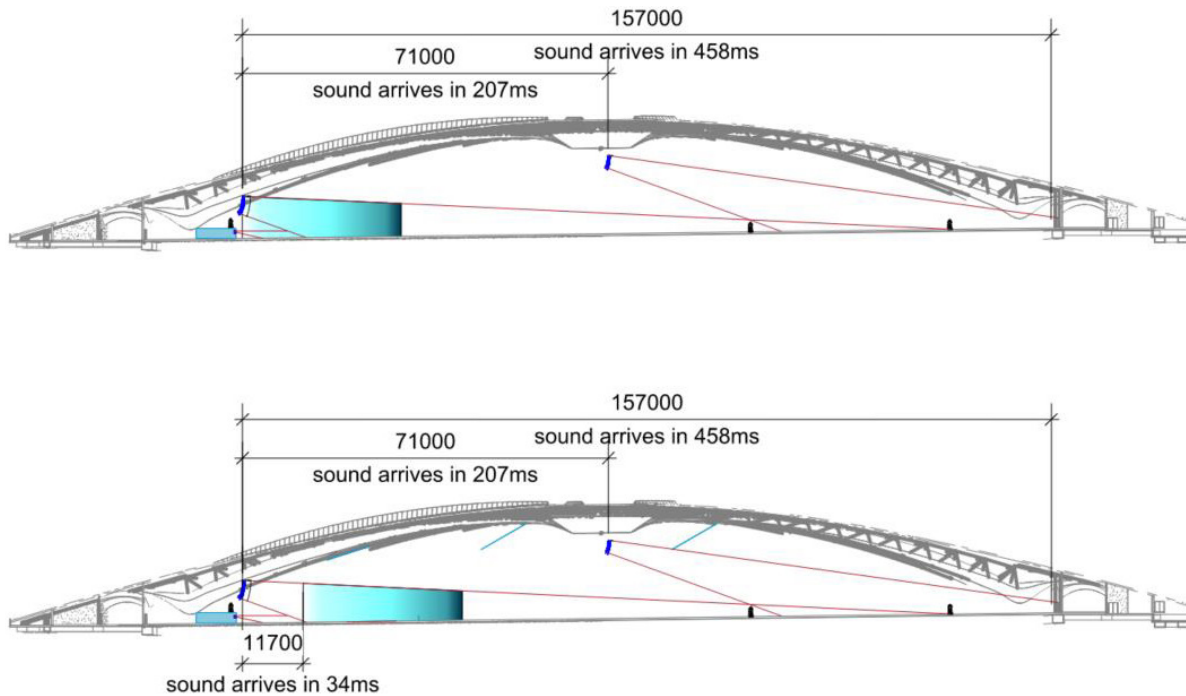 157000
sound arrives in 458ms
71000
sound arrives in 207ms
157000
sound arrives in 458ms
71000
sound arrives in 207ms
11700
sound arrives in 34ms